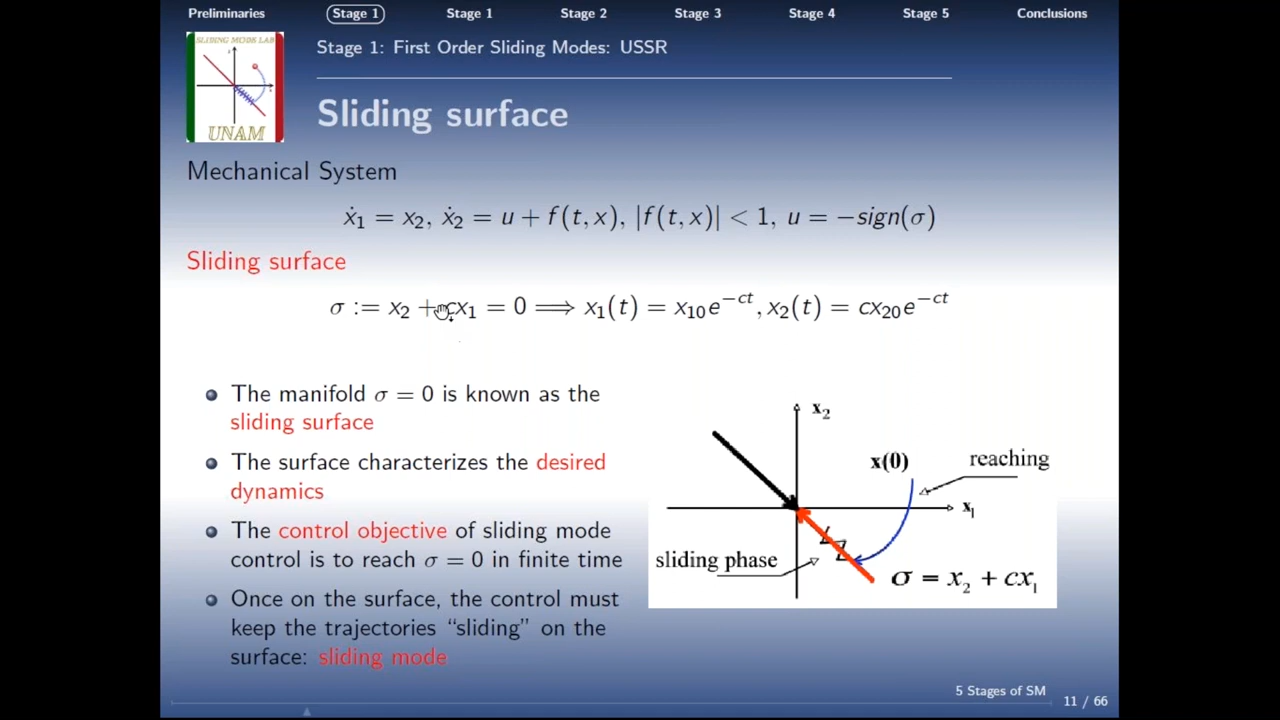 Preliminaries Stage 1 Stage 1 Stage 2 Stage 3 Stage 4 Stage 5 Conclusions
SLIDING MODE LAB
UNAM
Stage 1: First Order Sliding Modes: USSR
Sliding surface
Mechanical System
ẋ₁ = x₂, ẋ₂ = u + f(t, x), |f(t, x)| < 1, u = −sign(σ)
Sliding surface
σ := x₂ + cx₁ = 0 ⟹ x₁(t) = x₁₀e^{−ct}, x₂(t) = cx₂₀e^{−ct}
The manifold σ = 0 is known as the
sliding surface
The surface characterizes the desired
dynamics
The control objective of sliding mode
control is to reach σ = 0 in finite time
Once on the surface, the control must
keep the trajectories “sliding” on the
surface: sliding mode
x₂
x(0)
reaching
x₁
sliding phase
σ = x₂ + cx₁
5 Stages of SM
11 / 66